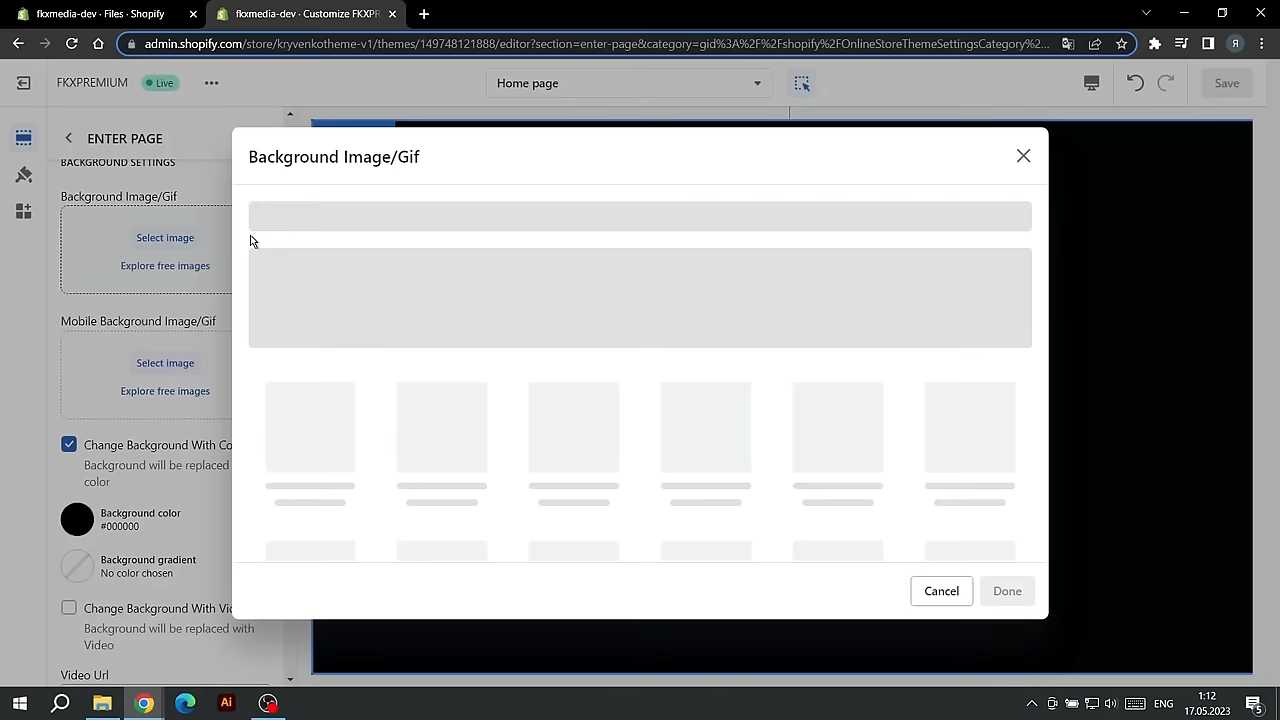 flxmedia-dev · Files · Shopify
flxmedia-dev · Customize FKXPR
admin.shopify.com/store/kryvenkotheme-v1/themes/149748121888/editor?section=enter-page&category=gid%3A%2F%2Fshopify%2FOnlineStoreThemeSettingsCategory%2...
Я
FKXPREMIUM
Live
Home page
Save
ENTER PAGE
BACKGROUND SETTINGS
Background Image/Gif
Select image
Explore free images
Mobile Background Image/Gif
Select image
Explore free images
Change Background With Co
Background will be replaced
color
Background color
#000000
Background gradient
No color chosen
Change Background With Vi
Background will be replaced with
Video
Video Url
Background Image/Gif
Cancel
Done
Ai
ENG
1:12
17.05.2023
5